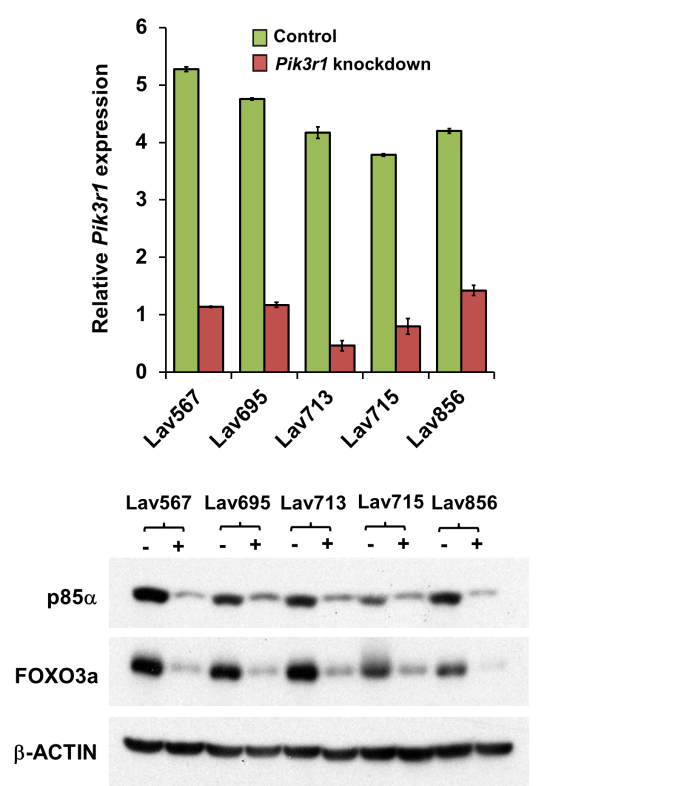 Control
Pik3r1 knockdown
Relative Pik3r1 expression
6
5
4
3
2
1
0
Lav567 Lav695 Lav713 Lav715 Lav856
Lav567 Lav695 Lav713 Lav715 Lav856
- + - + - + - + - +
p85α
FOXO3a
β-ACTIN